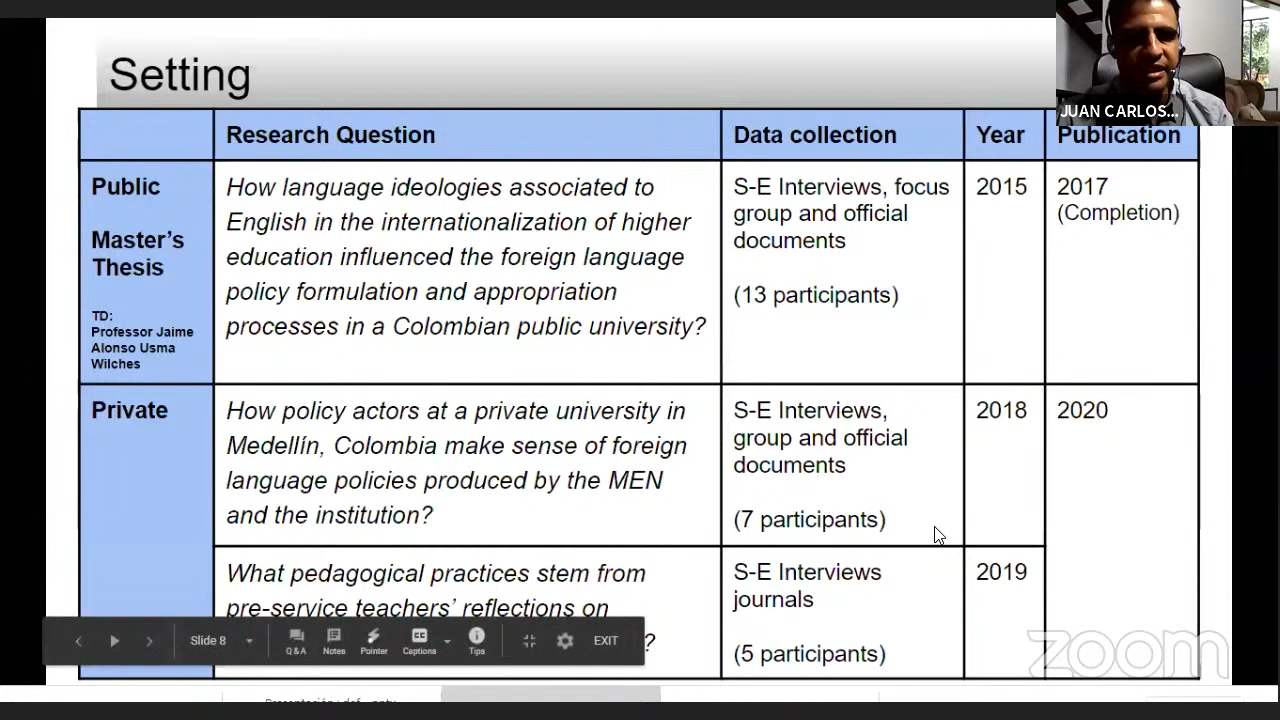 Setting
JUAN CARLOS...
Research Question
Data collection
Year
Publication
Public
Master's
Thesis
TD:
Professor Jaime
Alonso Usma
Wilches
How language ideologies associated to
English in the internationalization of higher
education influenced the foreign language
policy formulation and appropriation
processes in a Colombian public university?
S-E Interviews, focus
group and official
documents
(13 participants)
2015
2017
(Completion)
Private
How policy actors at a private university in
Medellín, Colombia make sense of foreign
language policies produced by the MEN
and the institution?
S-E Interviews,
group and official
documents
(7 participants)
2018
2020
What pedagogical practices stem from
pre-service teachers' reflections on
?
S-E Interviews
journals
(5 participants)
2019
Slide 8
Q&A
Notes
Pointer
CC
Captions
Tips
EXIT
zoom